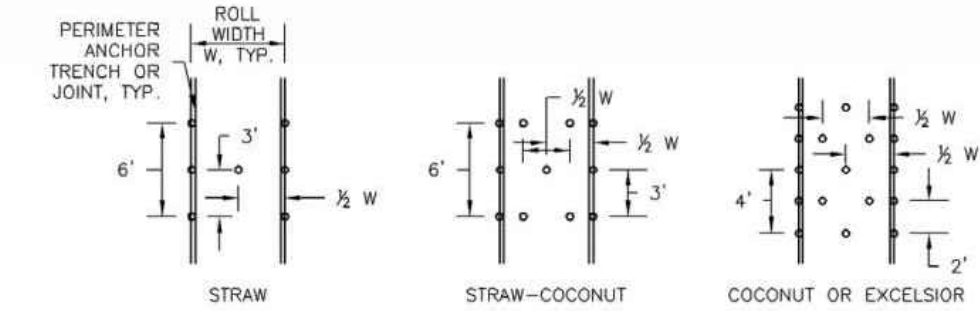 PERIMETER
ANCHOR
TRENCH OR
JOINT, TYP.
ROLL
WIDTH
W, TYP.
6'
3'
½ W
STRAW
½ W
½ W
6'
3'
STRAW-COCONUT
½ W
½ W
4'
2'
COCONUT OR EXCELSIOR